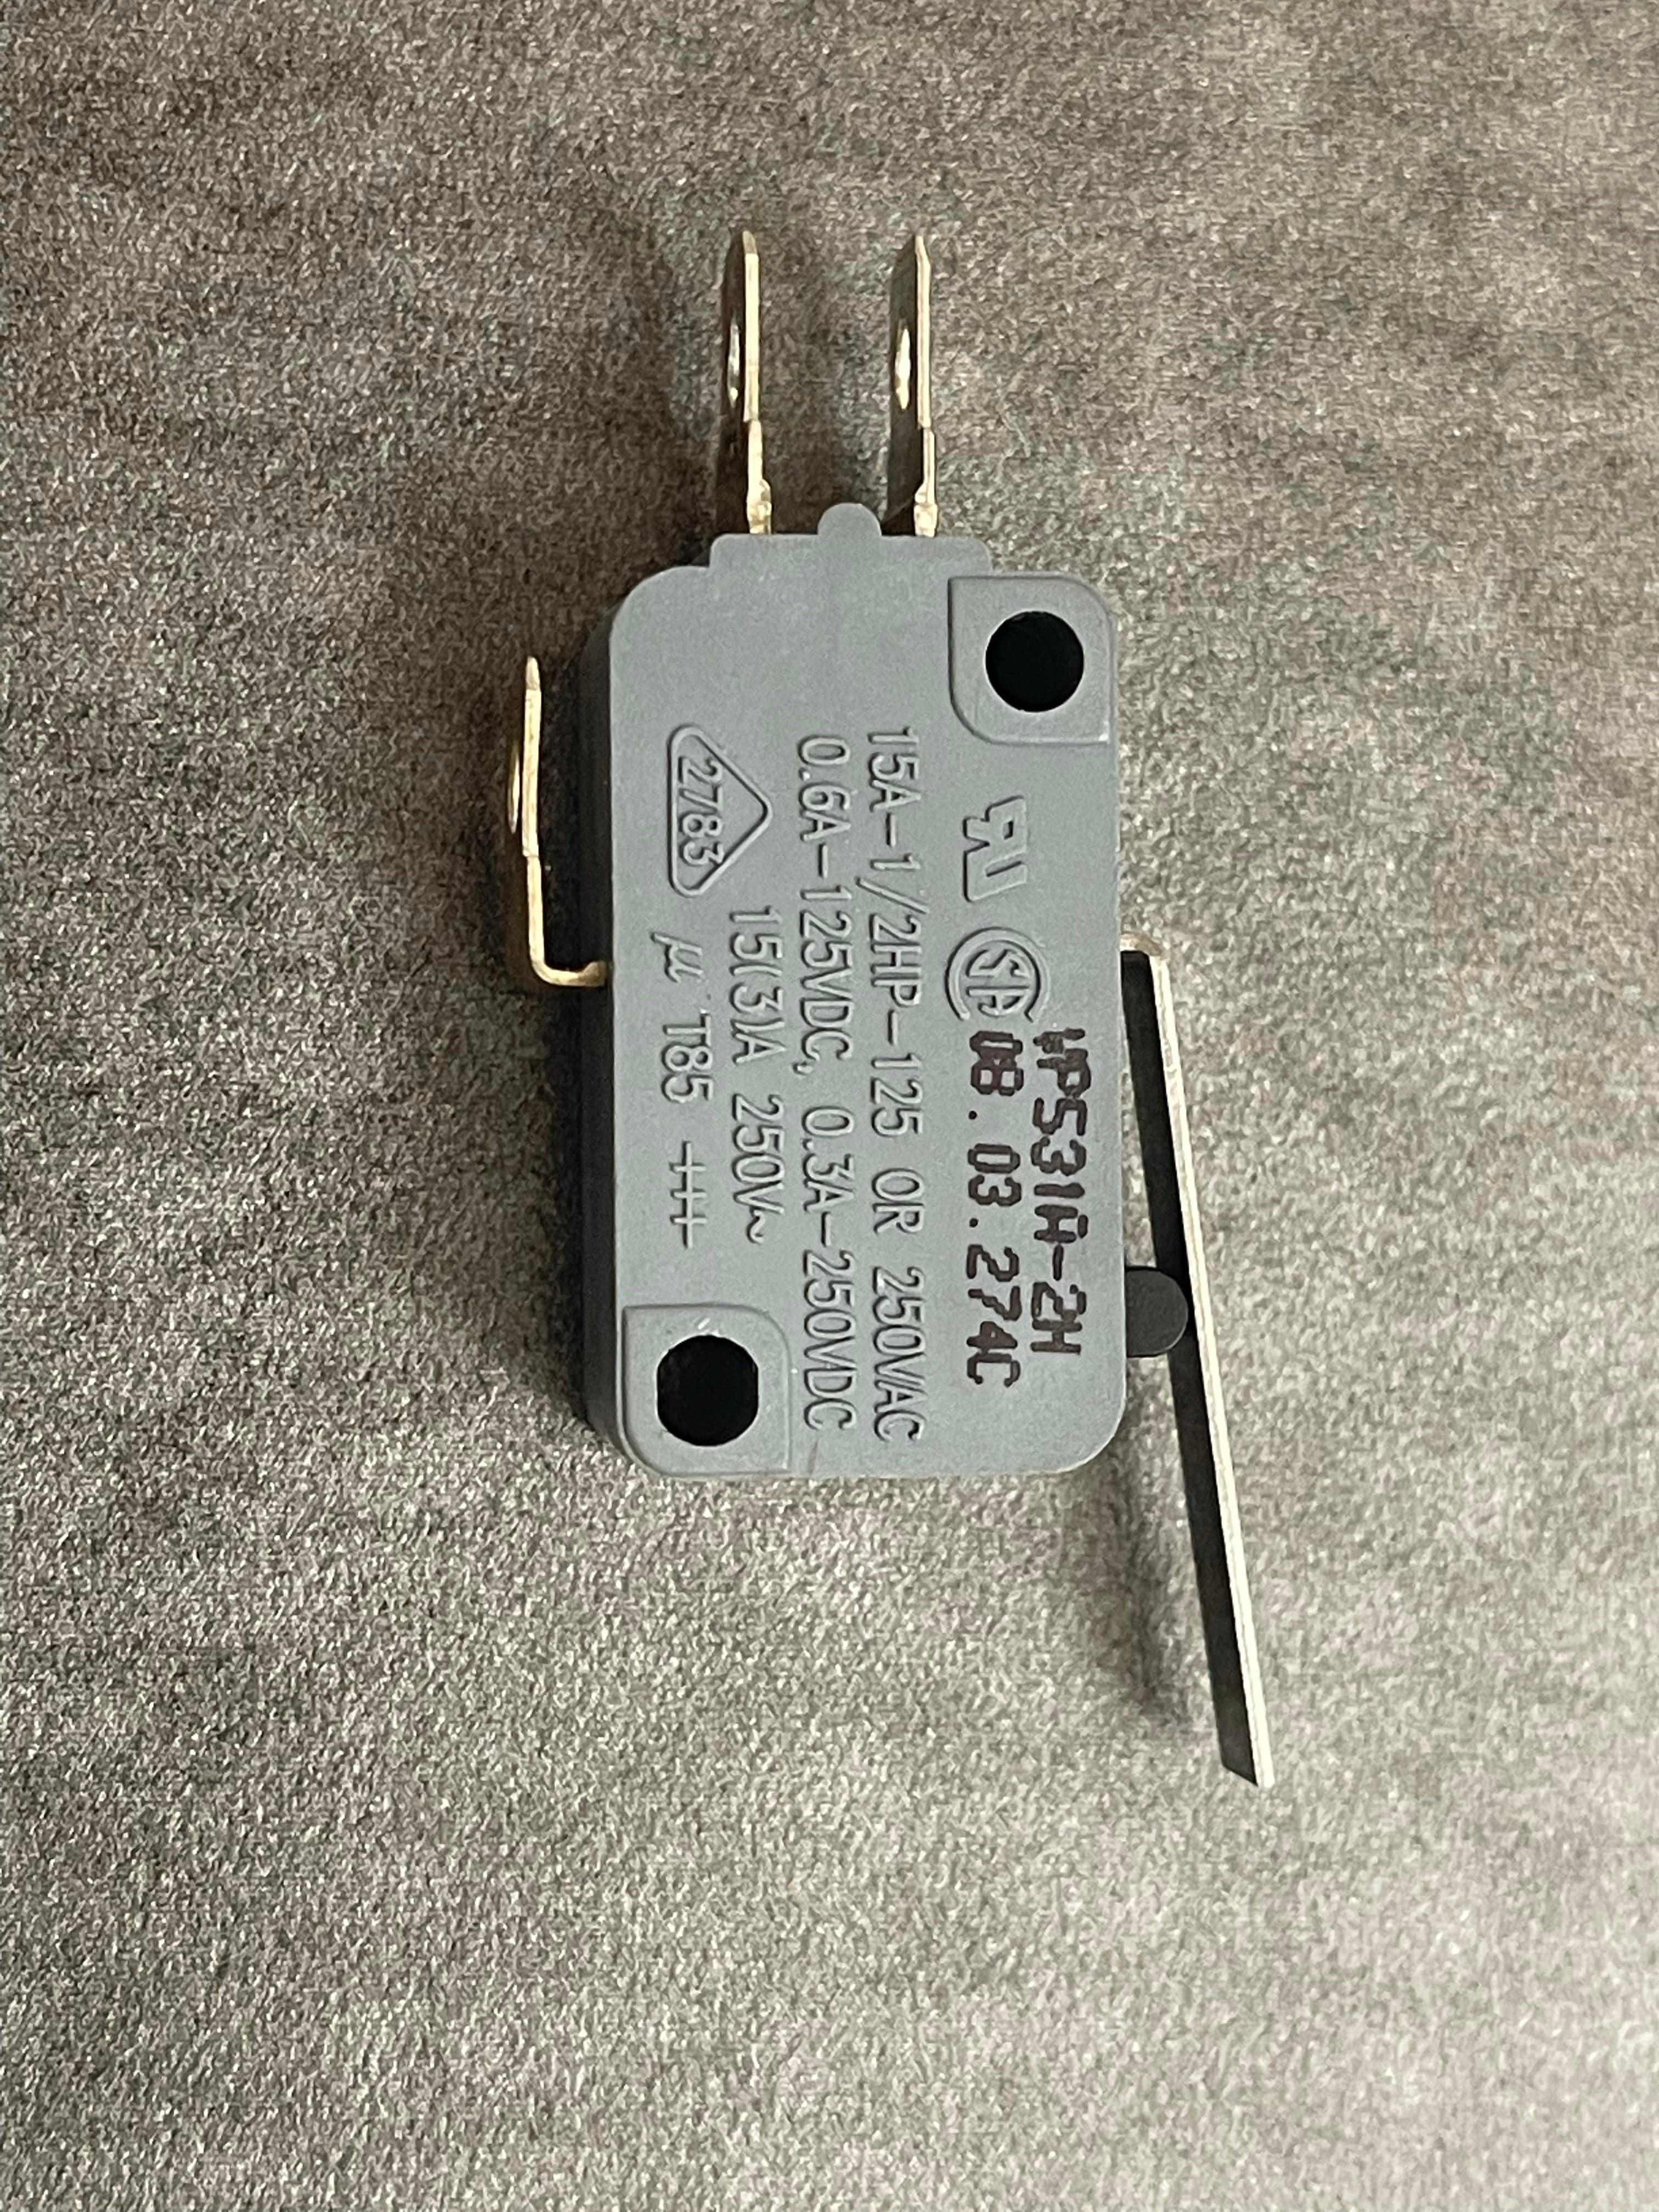 VPS31A-2H
08.03.274C
15A-1/2HP-125 OR 250VAC
0.6A-125VDC, 0.3A-250VDC
15(3)A 250V~
2783
µ T85